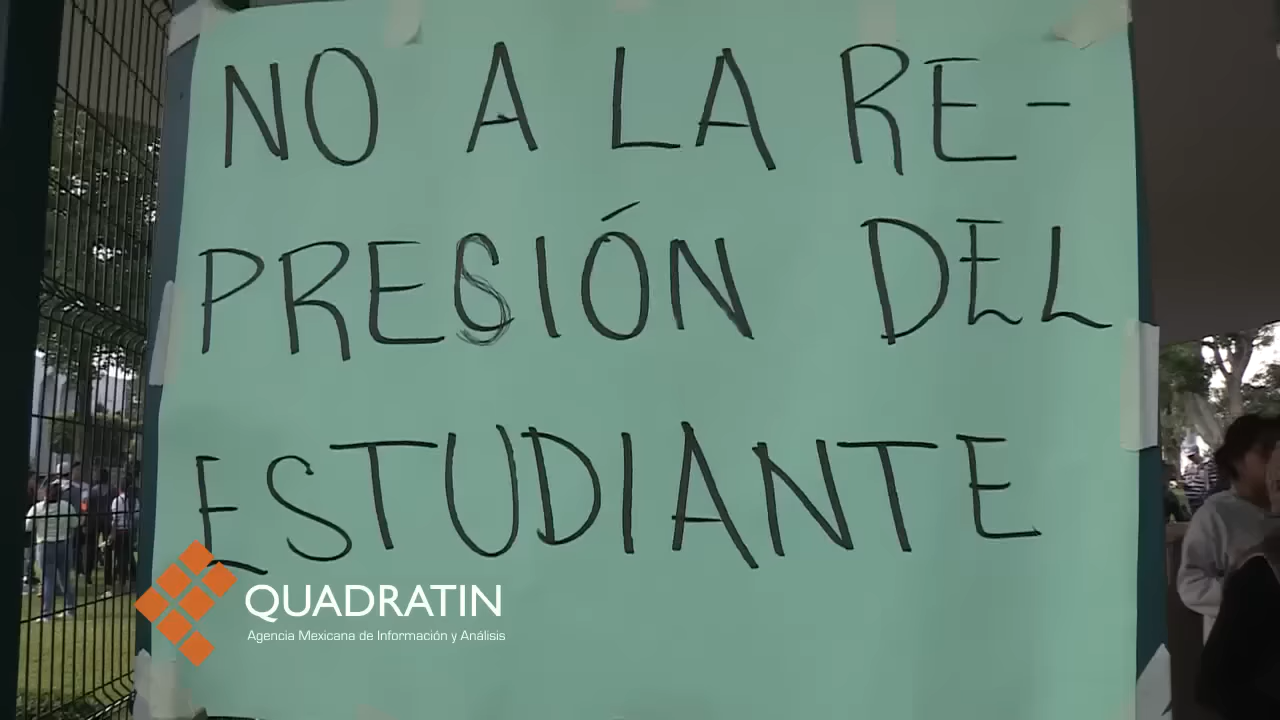 NO A LA RE-
PRESIÓN DEL
ESTUDIANTE
QUADRATIN
Agencia Mexicana de Información y Análisis